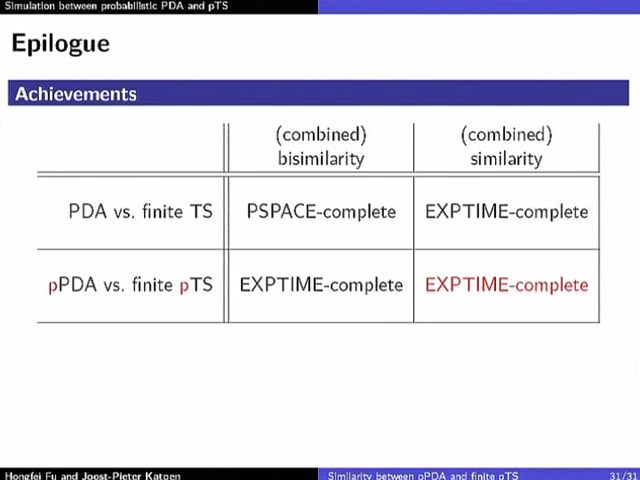 Simulation between probabilistic PDA and pTS
Epilogue
Achievements
(combined) (combined)
bisimilarity similarity
PDA vs. finite TS PSPACE-complete EXPTIME-complete
pPDA vs. finite pTS EXPTIME-complete EXPTIME-complete
Hongfei Fu and Joost-Pieter Katoen Similarity between pPDA and finite pTS 31/31